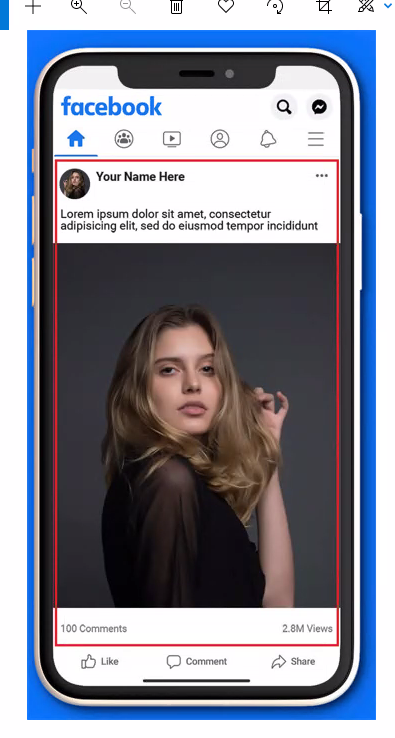 facebook
Your Name Here
Lorem ipsum dolor sit amet, consectetur
adipisicing elit, sed do eiusmod tempor incididunt
100 Comments
2.8M Views
Like
Comment
Share